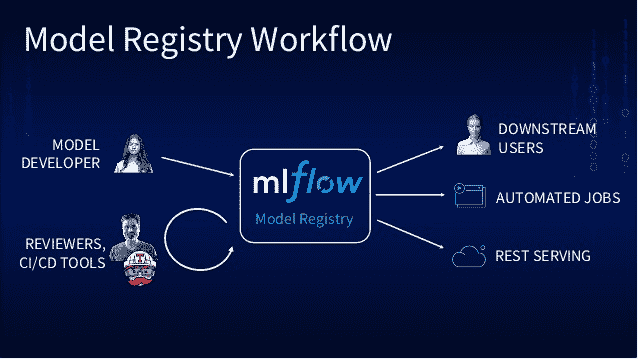 Model Registry Workflow
MODEL
DEVELOPER
REVIEWERS,
CI/CD TOOLS
mlflow
Model Registry
DOWNSTREAM
USERS
AUTOMATED JOBS
REST SERVING